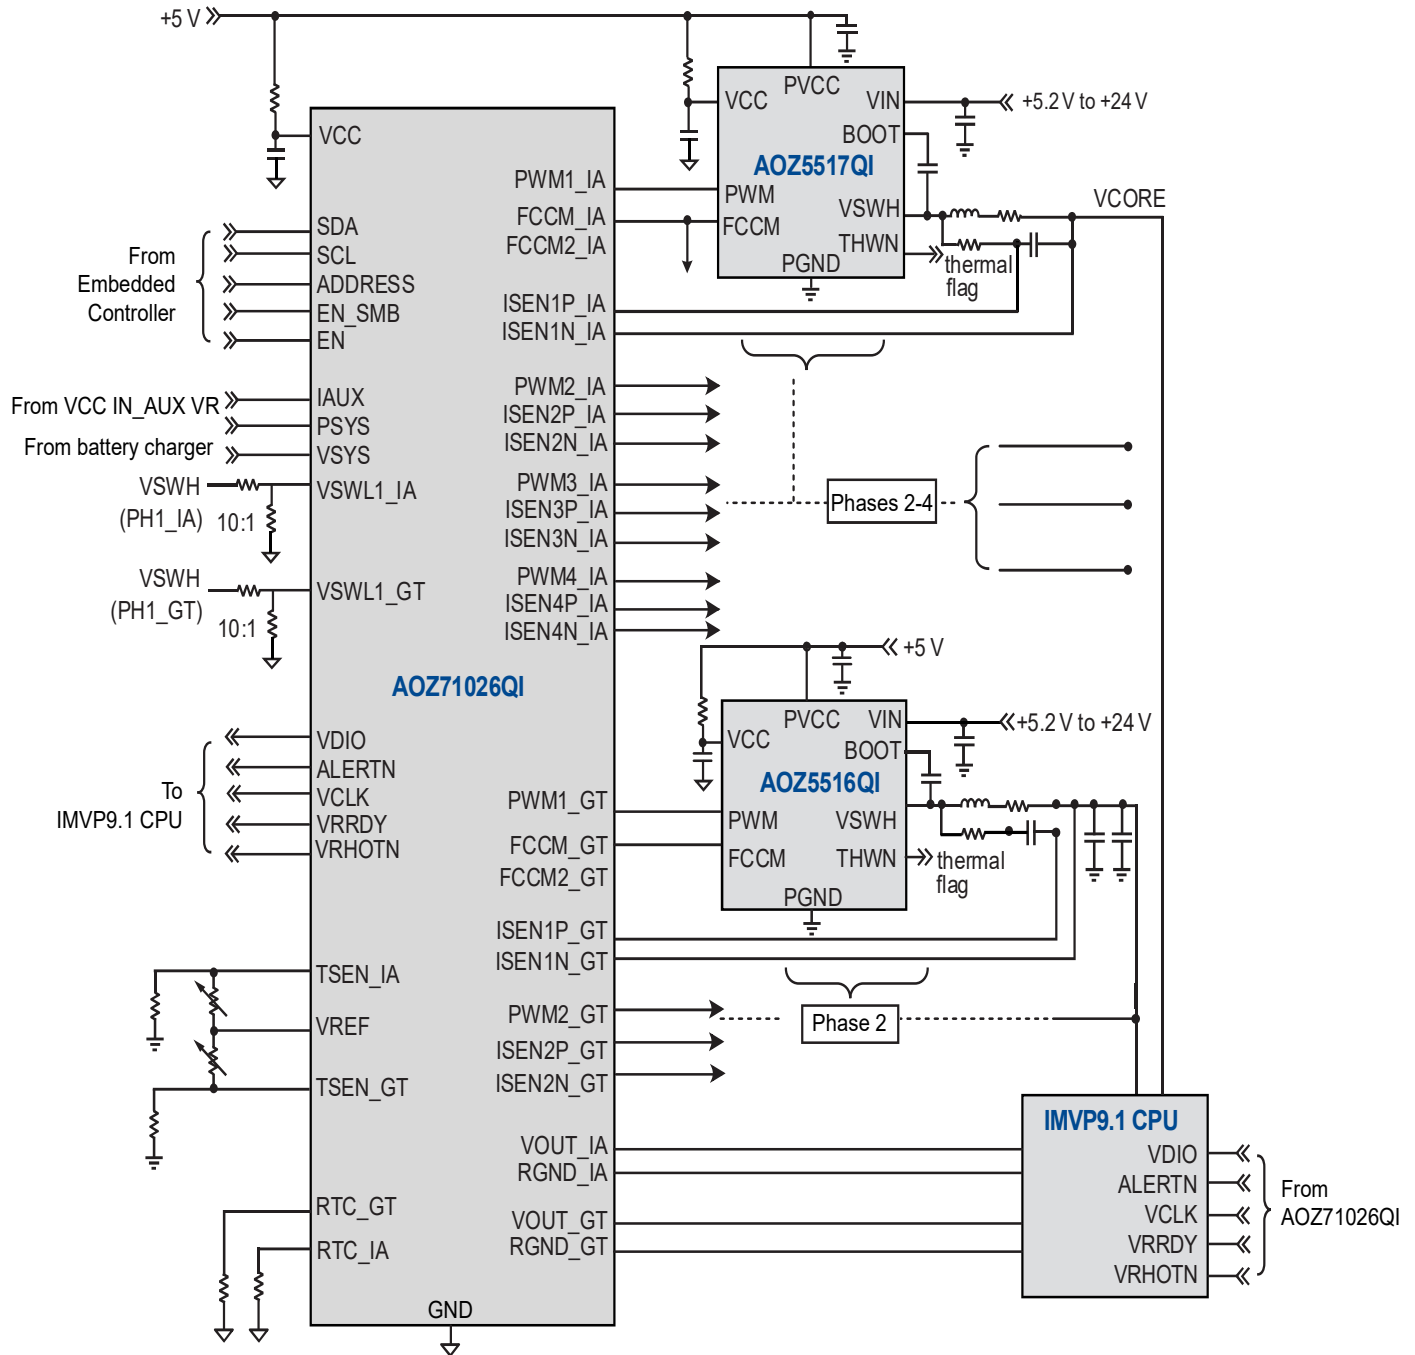 +5 V
VCC
PVCC
VIN
+5.2 V to +24 V
BOOT
AOZ5517QI
VCC
PWM1_IA
PWM
VSWH
VCORE
FCCM_IA
FCCM
FCCM2_IA
THWN
thermal
flag
PGND
SDA
SCL
ADDRESS
EN_SMB
EN
From
Embedded
Controller
ISEN1P_IA
ISEN1N_IA
IAUX
PSYS
VSYS
From VCC IN_AUX VR
From battery charger
PWM2_IA
ISEN2P_IA
ISEN2N_IA
VSWH
(PH1_IA)
10:1
VSWL1_IA
PWM3_IA
ISEN3P_IA
ISEN3N_IA
Phases 2-4
VSWH
(PH1_GT)
10:1
VSWL1_GT
PWM4_IA
ISEN4P_IA
ISEN4N_IA
AOZ71026QI
+5 V
PVCC
VIN
+5.2 V to +24 V
VCC
BOOT
AOZ5516QI
To
IMVP9.1 CPU
VDIO
ALERTN
VCLK
VRRDY
VRHOTN
PWM1_GT
PWM
VSWH
FCCM_GT
FCCM
THWN
thermal
flag
FCCM2_GT
PGND
ISEN1P_GT
ISEN1N_GT
TSEN_IA
VREF
TSEN_GT
PWM2_GT
ISEN2P_GT
ISEN2N_GT
Phase 2
VOUT_IA
RGND_IA
VOUT_GT
RGND_GT
RTC_GT
RTC_IA
GND
IMVP9.1 CPU
VDIO
ALERTN
VCLK
VRRDY
VRHOTN
From
AOZ71026QI